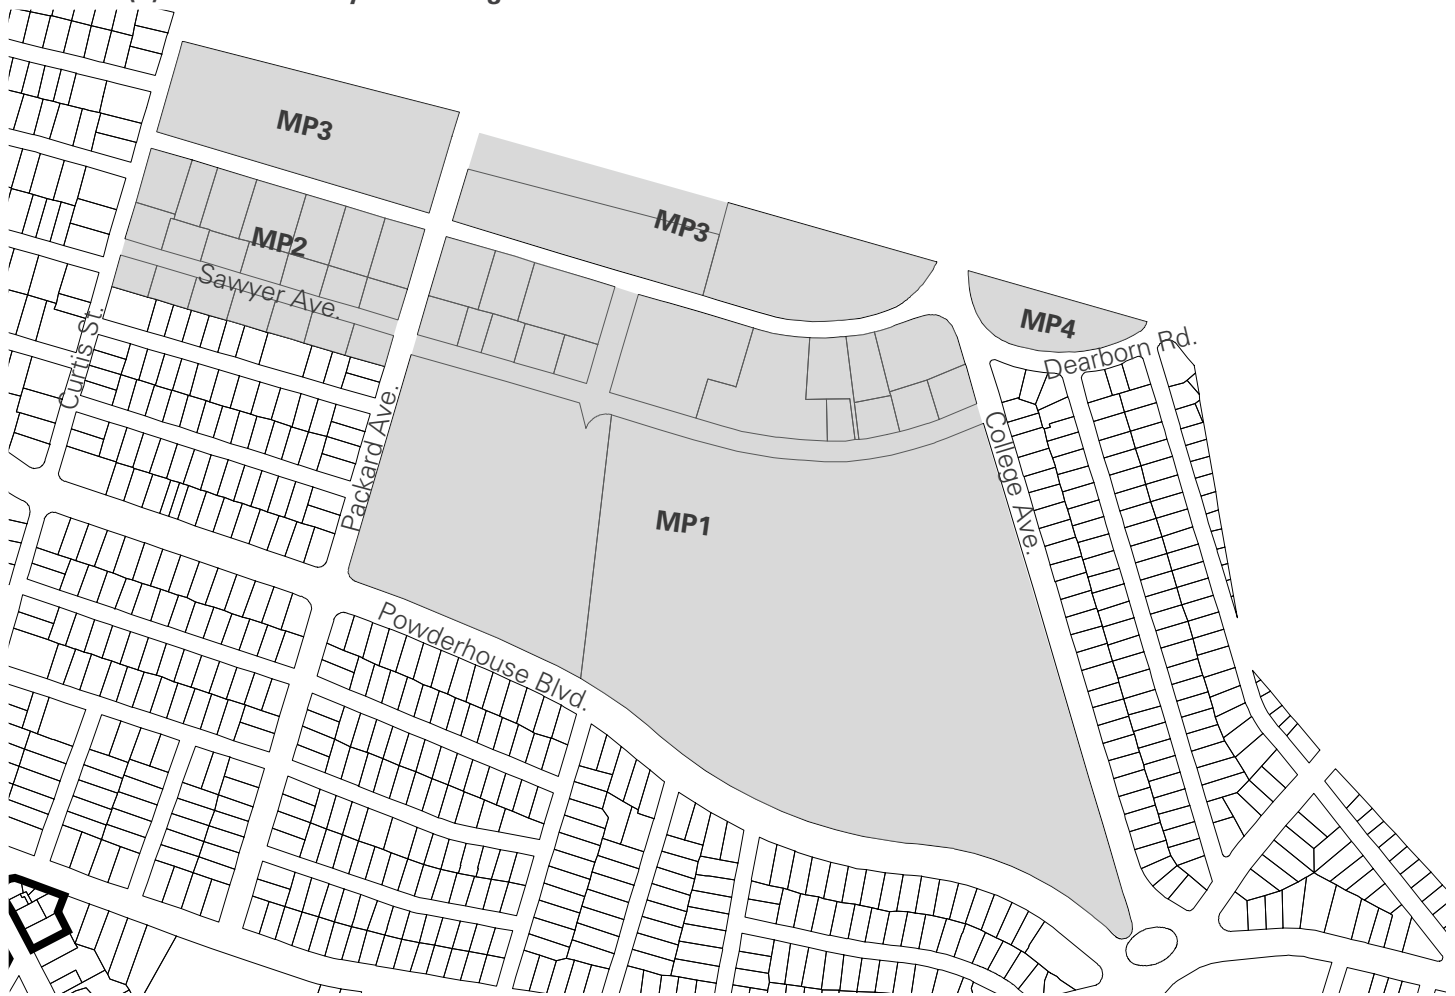 MP3
MP3
MP2
Sawyer Ave.
MP4
Dearborn Rd.
Curtis St.
Packard Ave.
College Ave.
MP1
Powderhouse Blvd.